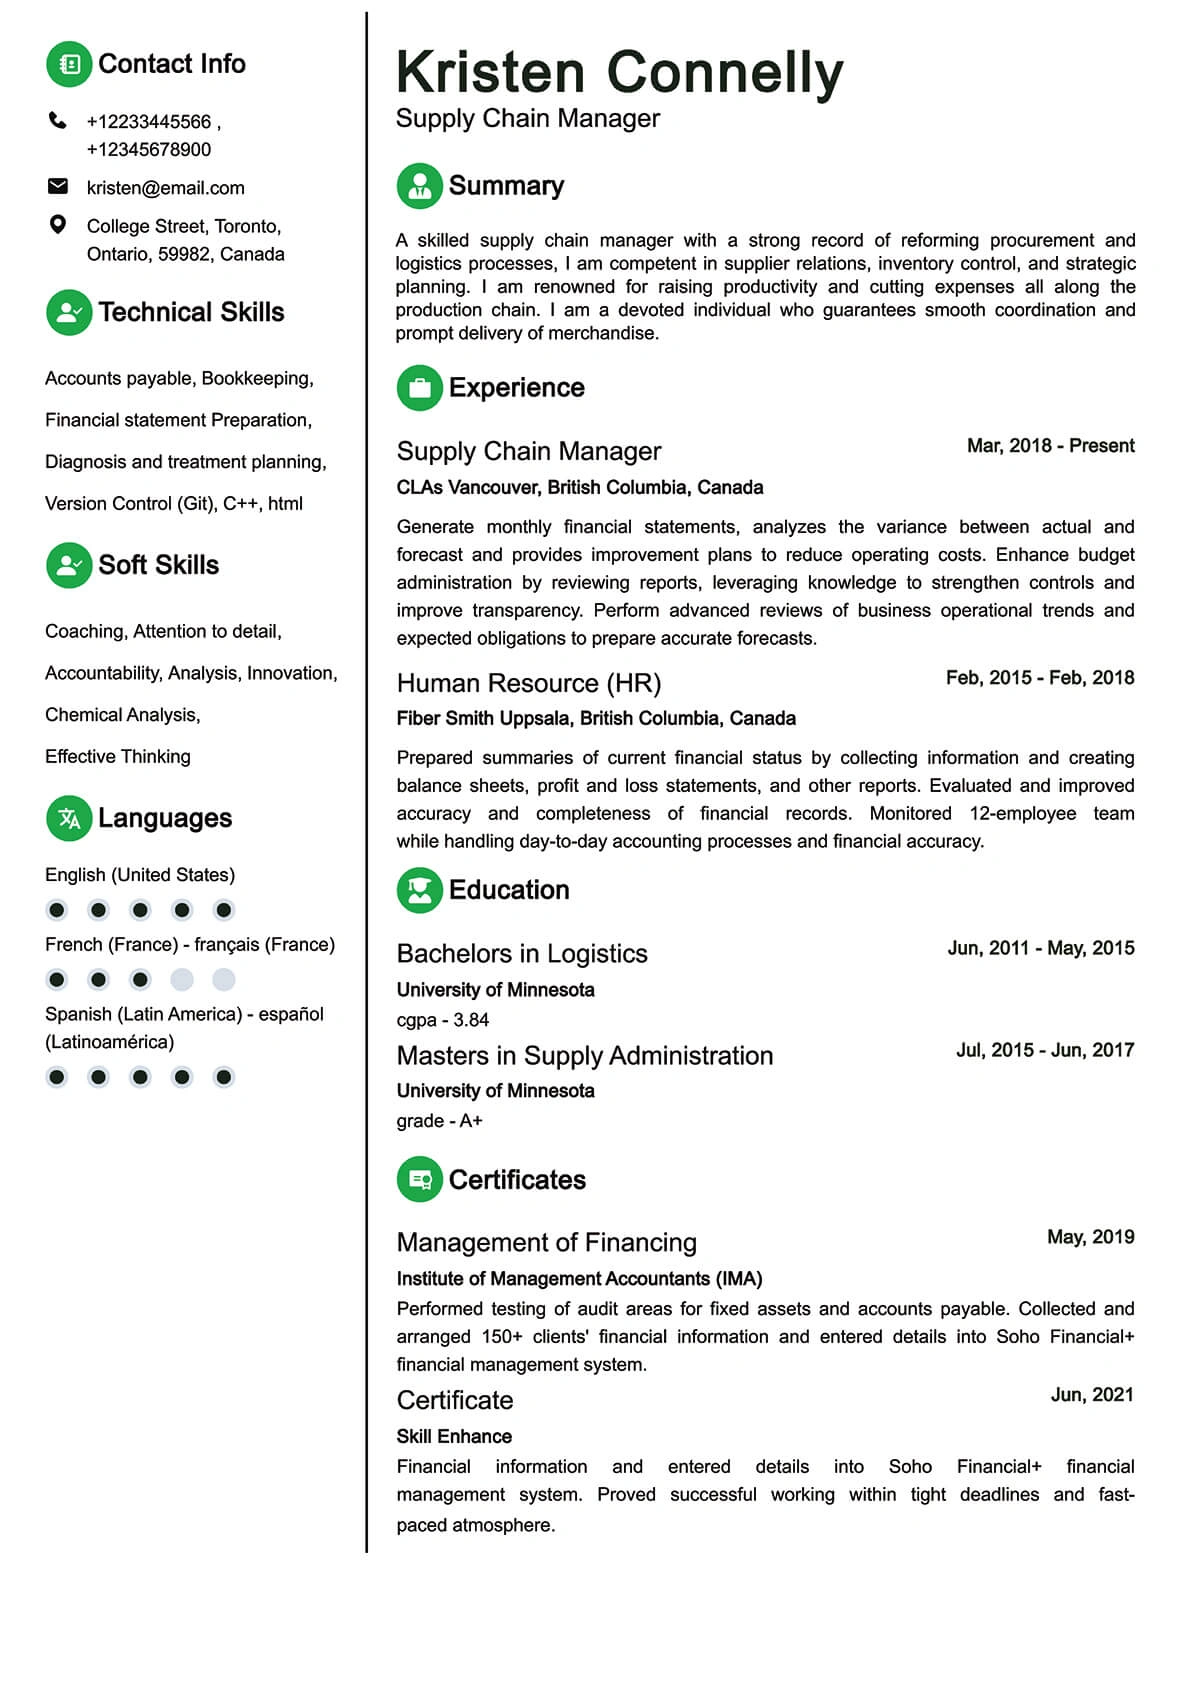 Contact Info
+12233445566 ,
+12345678900
kristen@email.com
College Street, Toronto,
Ontario, 59982, Canada
Technical Skills
Accounts payable, Bookkeeping,
Financial statement Preparation,
Diagnosis and treatment planning,
Version Control (Git), C++, html
Soft Skills
Coaching, Attention to detail,
Accountability, Analysis, Innovation,
Chemical Analysis,
Effective Thinking
Languages
English (United States)
French (France) - français (France)
Spanish (Latin America) - español
(Latinoamérica)
Kristen Connelly
Supply Chain Manager
Summary
A skilled supply chain manager with a strong record of reforming procurement and
logistics processes, I am competent in supplier relations, inventory control, and strategic
planning. I am renowned for raising productivity and cutting expenses all along the
production chain. I am a devoted individual who guarantees smooth coordination and
prompt delivery of merchandise.
Experience
Supply Chain Manager Mar, 2018 - Present
CLAs Vancouver, British Columbia, Canada
Generate monthly financial statements, analyzes the variance between actual and
forecast and provides improvement plans to reduce operating costs. Enhance budget
administration by reviewing reports, leveraging knowledge to strengthen controls and
improve transparency. Perform advanced reviews of business operational trends and
expected obligations to prepare accurate forecasts.
Human Resource (HR) Feb, 2015 - Feb, 2018
Fiber Smith Uppsala, British Columbia, Canada
Prepared summaries of current financial status by collecting information and creating
balance sheets, profit and loss statements, and other reports. Evaluated and improved
accuracy and completeness of financial records. Monitored 12-employee team
while handling day-to-day accounting processes and financial accuracy.
Education
Bachelors in Logistics Jun, 2011 - May, 2015
University of Minnesota
cgpa - 3.84
Masters in Supply Administration Jul, 2015 - Jun, 2017
University of Minnesota
grade - A+
Certificates
Management of Financing May, 2019
Institute of Management Accountants (IMA)
Performed testing of audit areas for fixed assets and accounts payable. Collected and
arranged 150+ clients' financial information and entered details into Soho Financial+
financial management system.
Certificate Jun, 2021
Skill Enhance
Financial information and entered details into Soho Financial+ financial
management system. Proved successful working within tight deadlines and fast-
paced atmosphere.